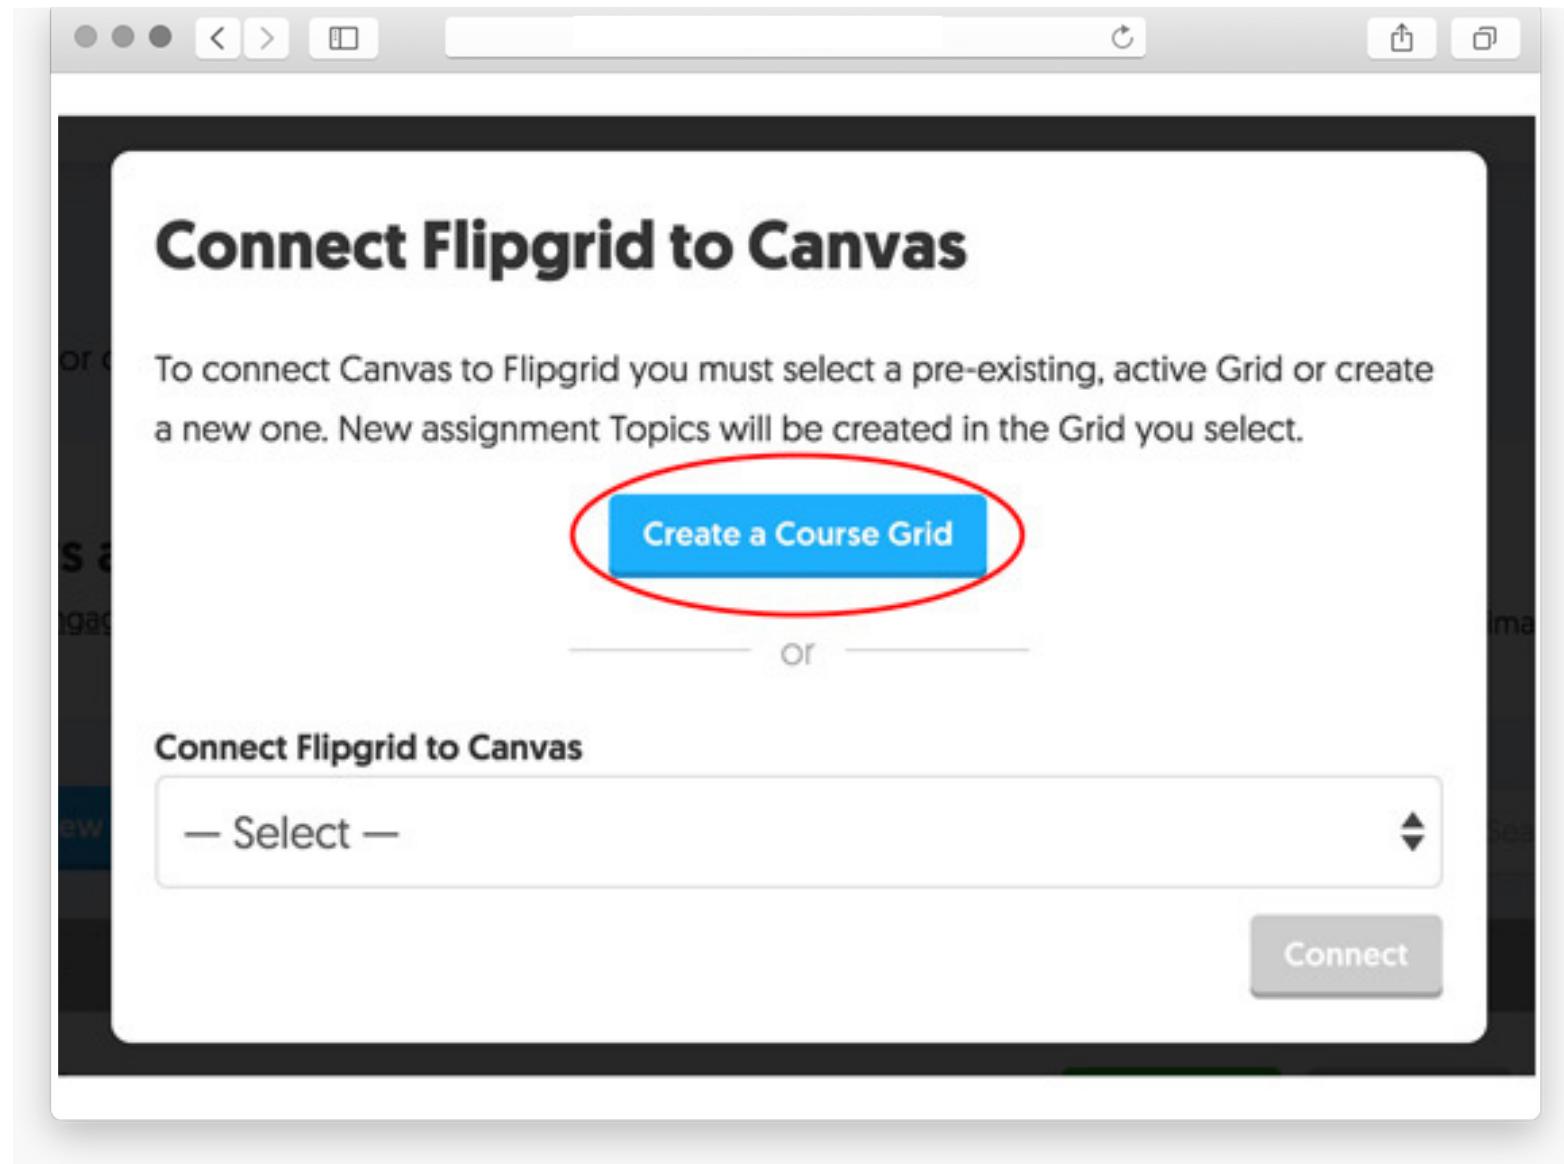 Connect Flipgrid to Canvas
To connect Canvas to Flipgrid you must select a pre-existing, active Grid or create
a new one. New assignment Topics will be created in the Grid you select.
Create a Course Grid
or
Connect Flipgrid to Canvas
— Select —
Connect